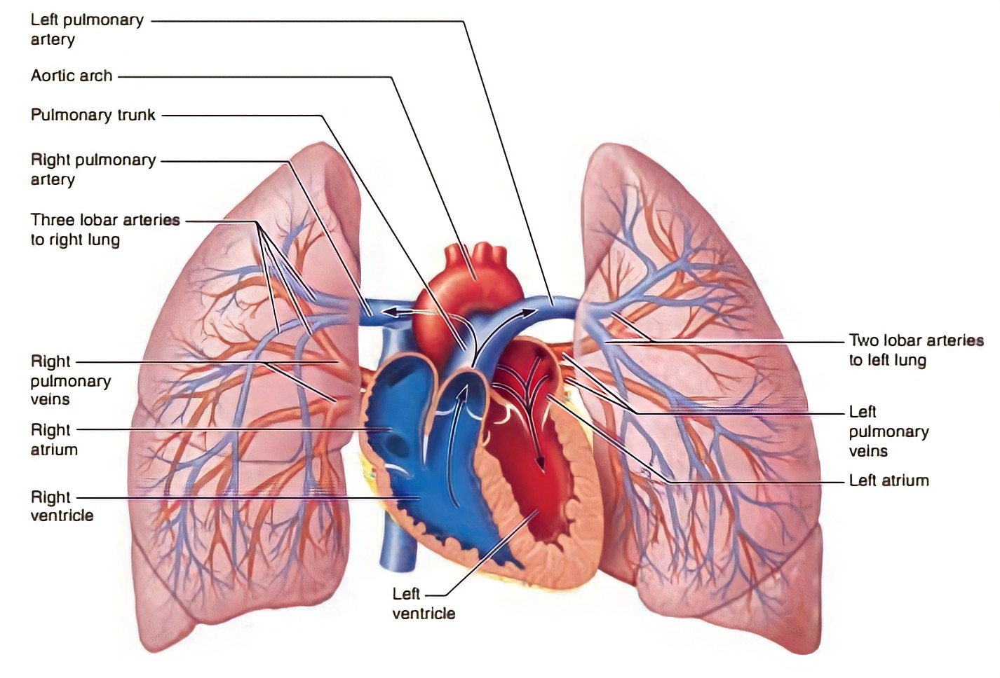 Left pulmonary
artery
Aortic arch
Pulmonary trunk
Right pulmonary
artery
Three lobar arteries
to right lung
Right
pulmonary
veins
Right
atrium
Right
ventricle
Left
ventricle
Two lobar arteries
to left lung
Left
pulmonary
veins
Left atrium